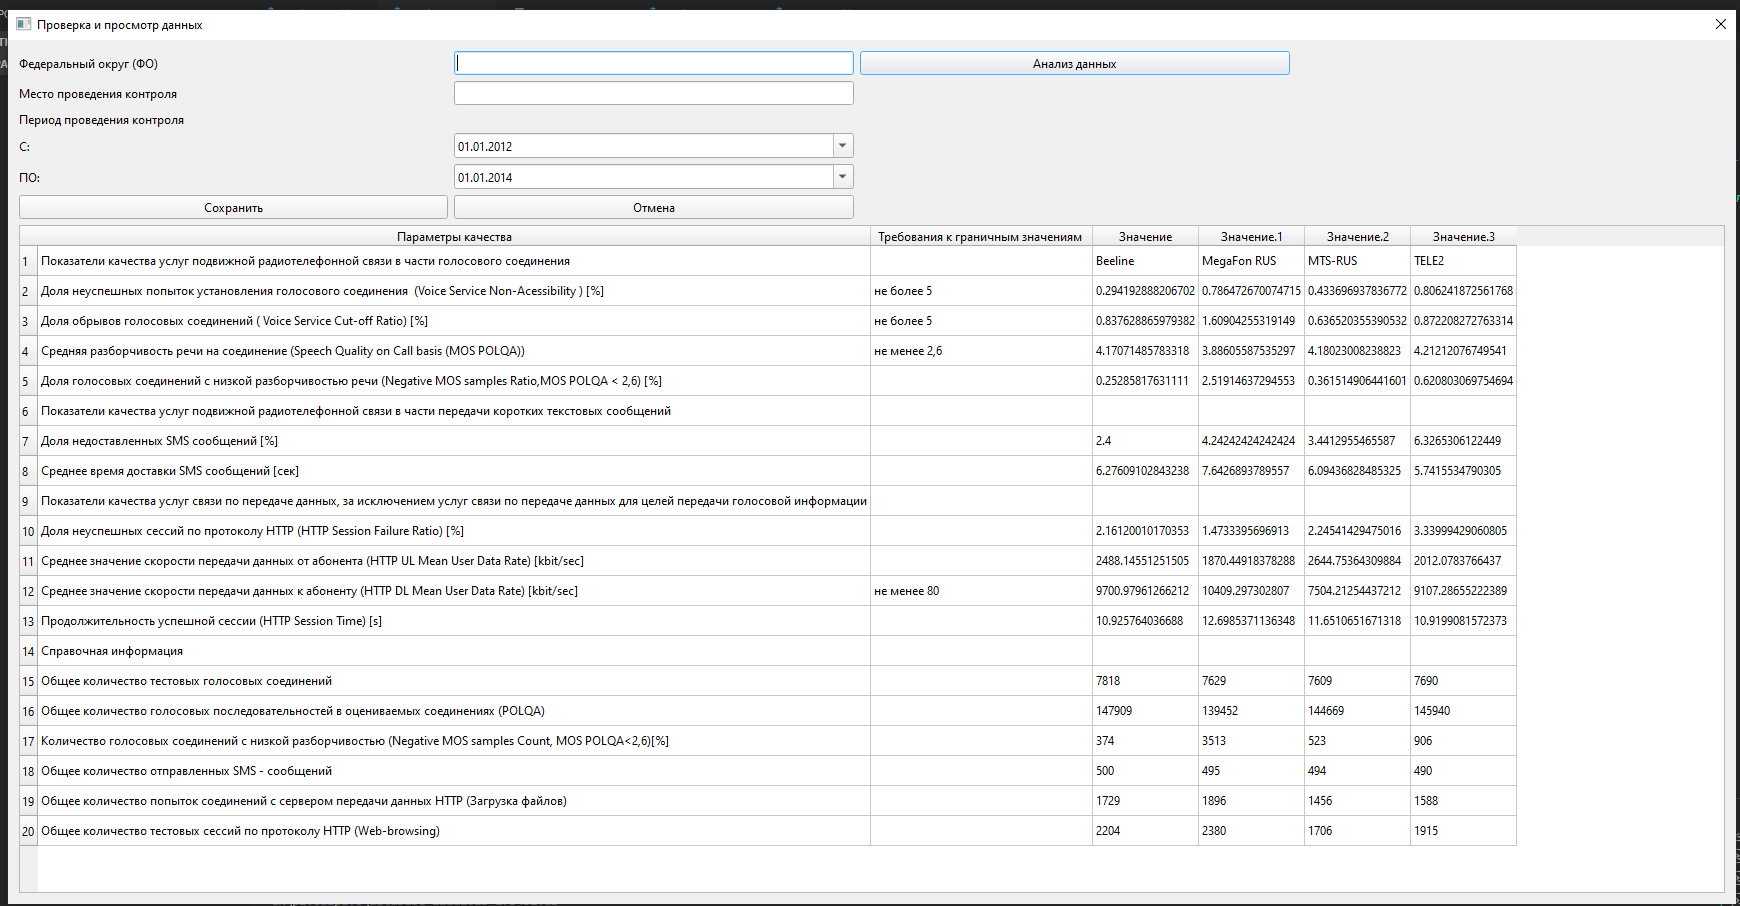 Проверка и просмотр данных
Федеральный округ (ФО)
Анализ данных
Место проведения контроля
Период проведения контроля
С:
01.01.2012
ПО:
01.01.2014
Сохранить Отмена
Параметры качества Требования к граничным значениям Значение Значение.1 Значение.2 Значение.3
1 Показатели качества услуг подвижной радиотелефонной связи в части голосового соединения Beeline MegaFon RUS MTS-RUS TELE2
2 Доля неуспешных попыток установления голосового соединения (Voice Service Non-Acessibility ) [%] не более 5 0.294192888206702 0.786472670074715 0.433696937836772 0.806241872561768
3 Доля обрывов голосовых соединений ( Voice Service Cut-off Ratio) [%] не более 5 0.837628865979382 1.60904255319149 0.636520355390532 0.872208272763314
4 Средняя разборчивость речи на соединение (Speech Quality on Call basis (MOS POLQA)) не менее 2,6 4.17071485783318 3.88605587535297 4.18023008238823 4.21212076749541
5 Доля голосовых соединений с низкой разборчивостью речи (Negative MOS samples Ratio,MOS POLQA < 2,6) [%] 0.25285817631111 2.51914637294553 0.361514906441601 0.620803069754694
6 Показатели качества услуг подвижной радиотелефонной связи в части передачи коротких текстовых сообщений
7 Доля недоставленных SMS сообщений [%] 2.4 4.24242424242424 3.4412955465587 6.3265306122449
8 Среднее время доставки SMS сообщений [сек] 6.27609102843238 7.6426893789557 6.09436828485325 5.7415534790305
9 Показатели качества услуг связи по передаче данных, за исключением услуг связи по передаче данных для целей передачи голосовой информации
10 Доля неуспешных сессий по протоколу HTTP (HTTP Session Failure Ratio) [%] 2.16120010170353 1.4733395696913 2.24541429475016 3.33999429060805
11 Среднее значение скорости передачи данных от абонента (HTTP UL Mean User Data Rate) [kbit/sec] 2488.14551251505 1870.44918378288 2644.75364309884 2012.0783766437
12 Среднее значение скорости передачи данных к абоненту (HTTP DL Mean User Data Rate) [kbit/sec] не менее 80 9700.97961266212 10409.297302807 7504.21254437212 9107.28655222389
13 Продолжительность успешной сессии (HTTP Session Time) [s] 10.925764036688 12.6985371136348 11.6510651671318 10.9199081572373
14 Справочная информация
15 Общее количество тестовых голосовых соединений 7818 7629 7609 7690
16 Общее количество голосовых последовательностей в оцениваемых соединениях (POLQA) 147909 139452 144669 145940
17 Количество голосовых соединений с низкой разборчивостью (Negative MOS samples Count, MOS POLQA<2,6)[%] 374 3513 523 906
18 Общее количество отправленных SMS - сообщений 500 495 494 490
19 Общее количество попыток соединений с сервером передачи данных HTTP (Загрузка файлов) 1729 1896 1456 1588
20 Общее количество тестовых сессий по протоколу HTTP (Web-browsing) 2204 2380 1706 1915